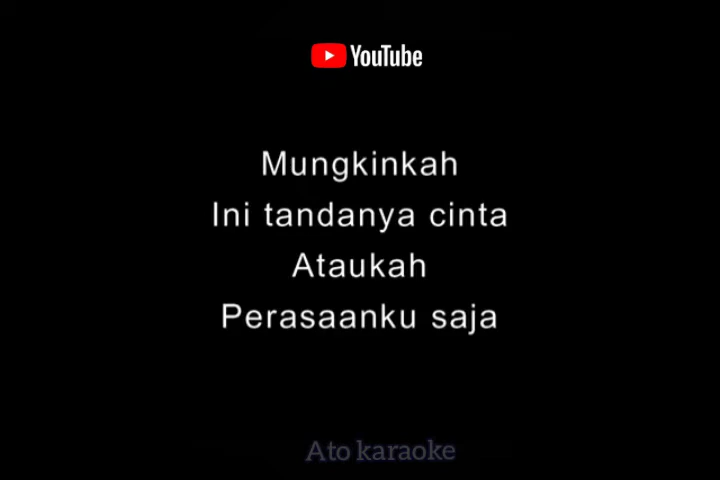 YouTube
Mungkinkah
Ini tandanya cinta
Ataukah
Perasaanku saja
Ato karaoke